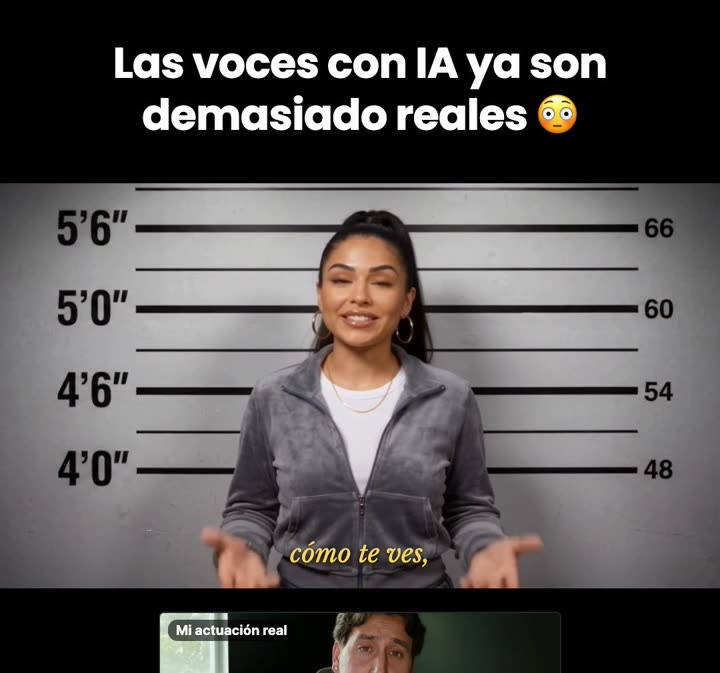 Las voces con IA ya son
demasiado reales 😳
5’6” 66
5’0” 60
4’6” 54
4’0” 48
cómo te ves,
Mi actuación real